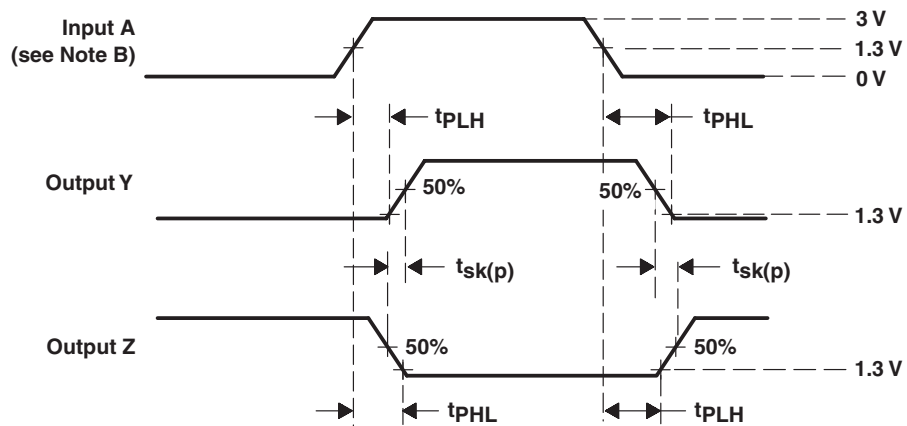 Input A
(see Note B)
3 V
1.3 V
0 V
tPLH
tPHL
Output Y
50%
50%
1.3 V
tsk(p)
tsk(p)
Output Z
50%
50%
1.3 V
tPHL
tPLH